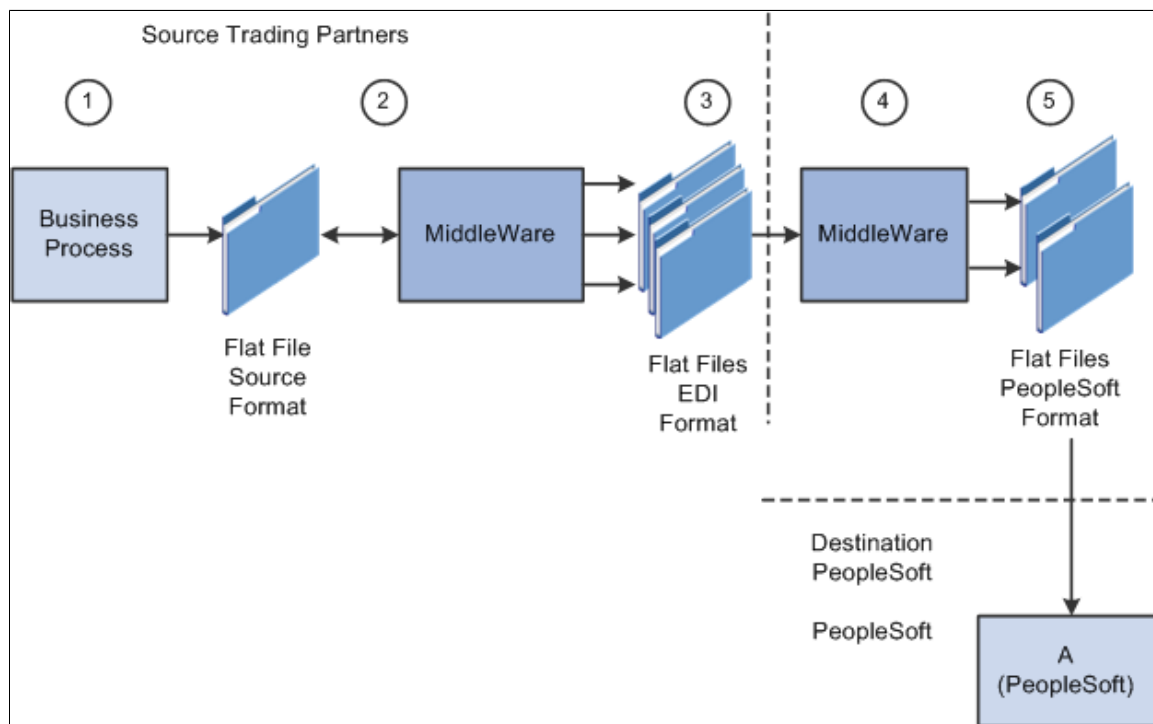 Source Trading Partners
1
2
3
4
5
Business
Process
MiddleWare
MiddleWare
Flat File
Source
Format
Flat Files
EDI
Format
Flat Files
PeopleSoft
Format
Destination
PeopleSoft
PeopleSoft
A
(PeopleSoft)